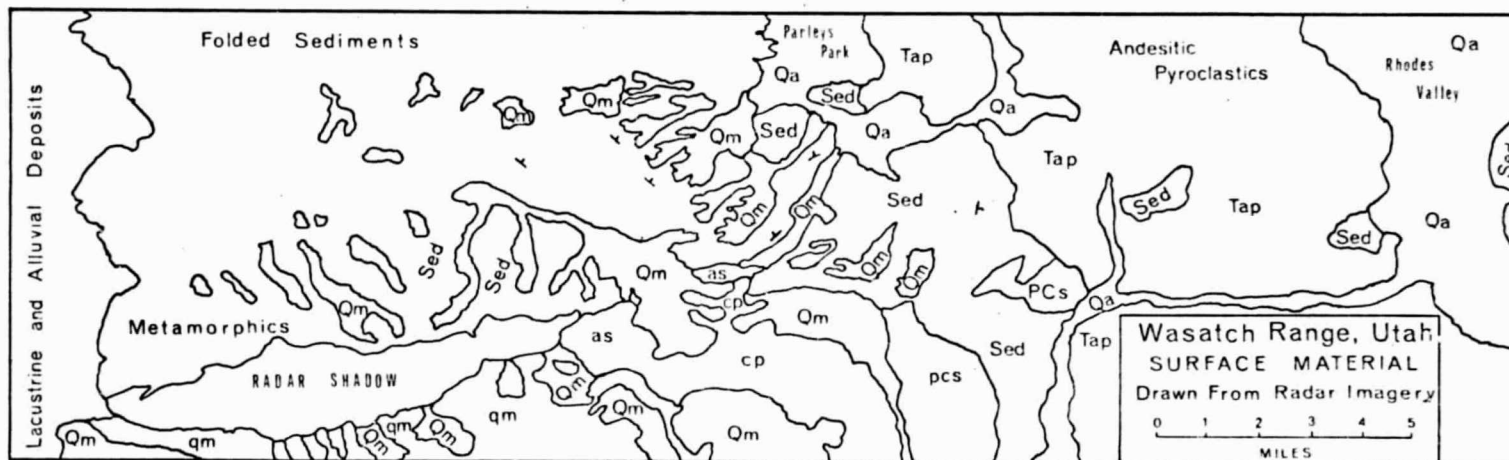 Folded Sediments
Parleys
Park
Tap
Andesitic
Pyroclastics
Qa
Rhodes
Valley
Lacustrine and Alluvial Deposits
Qa
Sed
Qa
Qm
Qm
Qm
Sed
Qa
Tap
Sed
Sed
Tap
Qa
Sed
Qm
Qm
Sed
Sed
Qm
as
Qm
Qm
PCs
Qa
Metamorphics
Qm
cp
Qm
as
cp
Sed
Tap
pcs
RADAR SHADOW
Qm
Qm
qm
Qm
qm
Qm
qm
Qm
Qm
Wasatch Range, Utah
SURFACE MATERIAL
Drawn From Radar Imagery
0 1 2 3 4 5
MILES